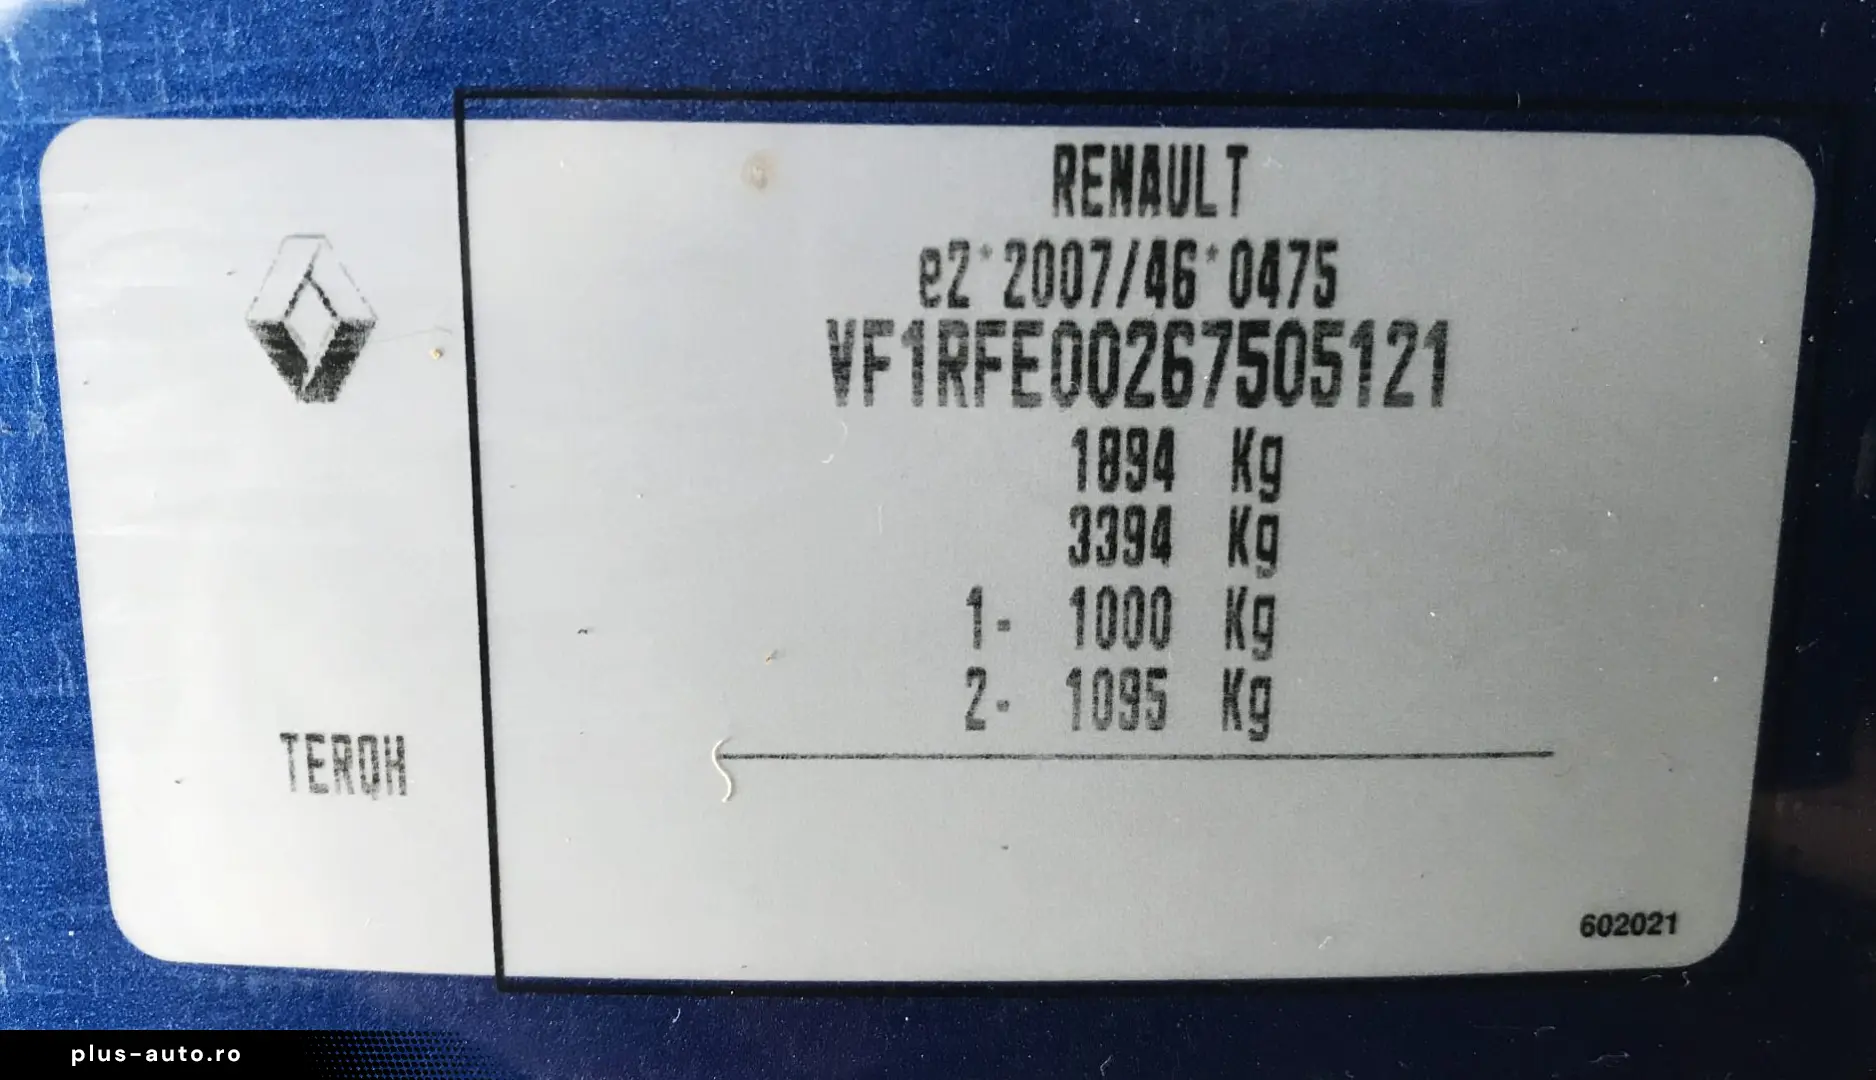 RENAULT
e2*2007/46*0475
VF1RFE00267505121
1894 Kg
3394 Kg
1- 1000 Kg
2- 1095 Kg
TERQH
602021
plus-auto.ro